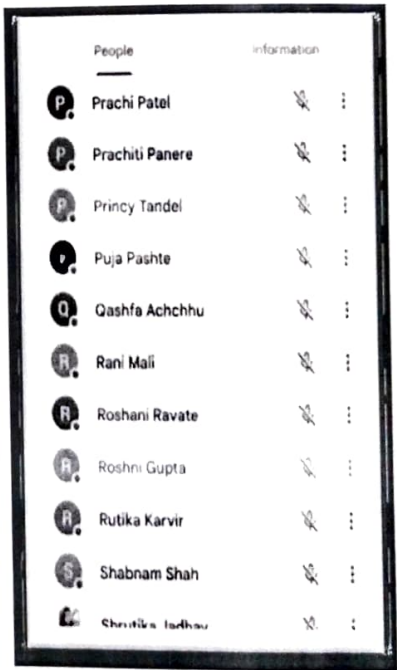 People Information
P Prachi Patel
P Prachiti Panere
P Princy Tandel
P Puja Pashte
Q Qashfa Achchhu
R Rani Mali
R Roshani Ravate
R Roshni Gupta
R Rutika Karvir
S Shabnam Shah
Shrutika Jadhav